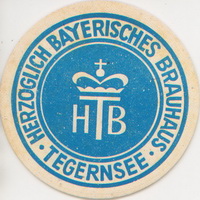 HERZOGLICH BAYERISCHES BRAUHAUS
TEGERNSEE
HTB